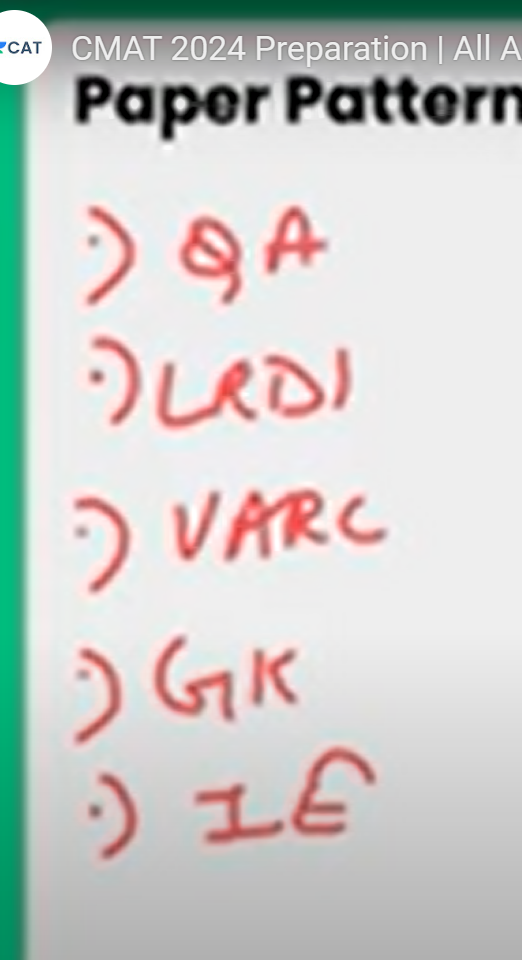 CAT CMAT 2024 Preparation | All A
Paper Pattern
·) QA
·) LRDI
·) VARC
·) GK
·) IE